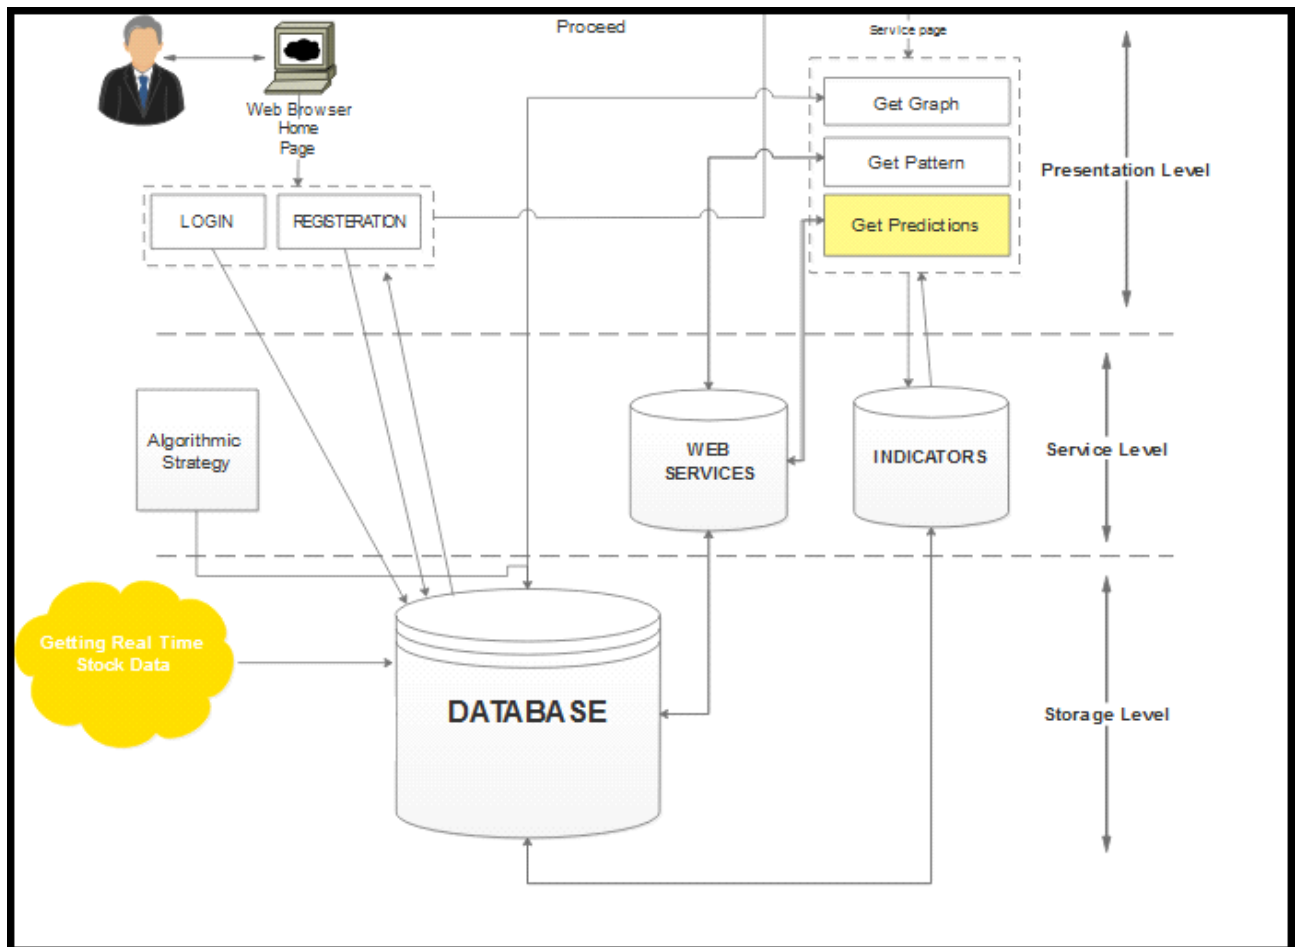 Proceed
Service page
Web Browser
Home
Page
Get Graph
Get Pattern
Presentation Level
LOGIN
REGISTERATION
Get Predictions
Algorithmic
Strategy
WEB
SERVICES
INDICATORS
Service Level
Getting Real Time
Stock Data
DATABASE
Storage Level